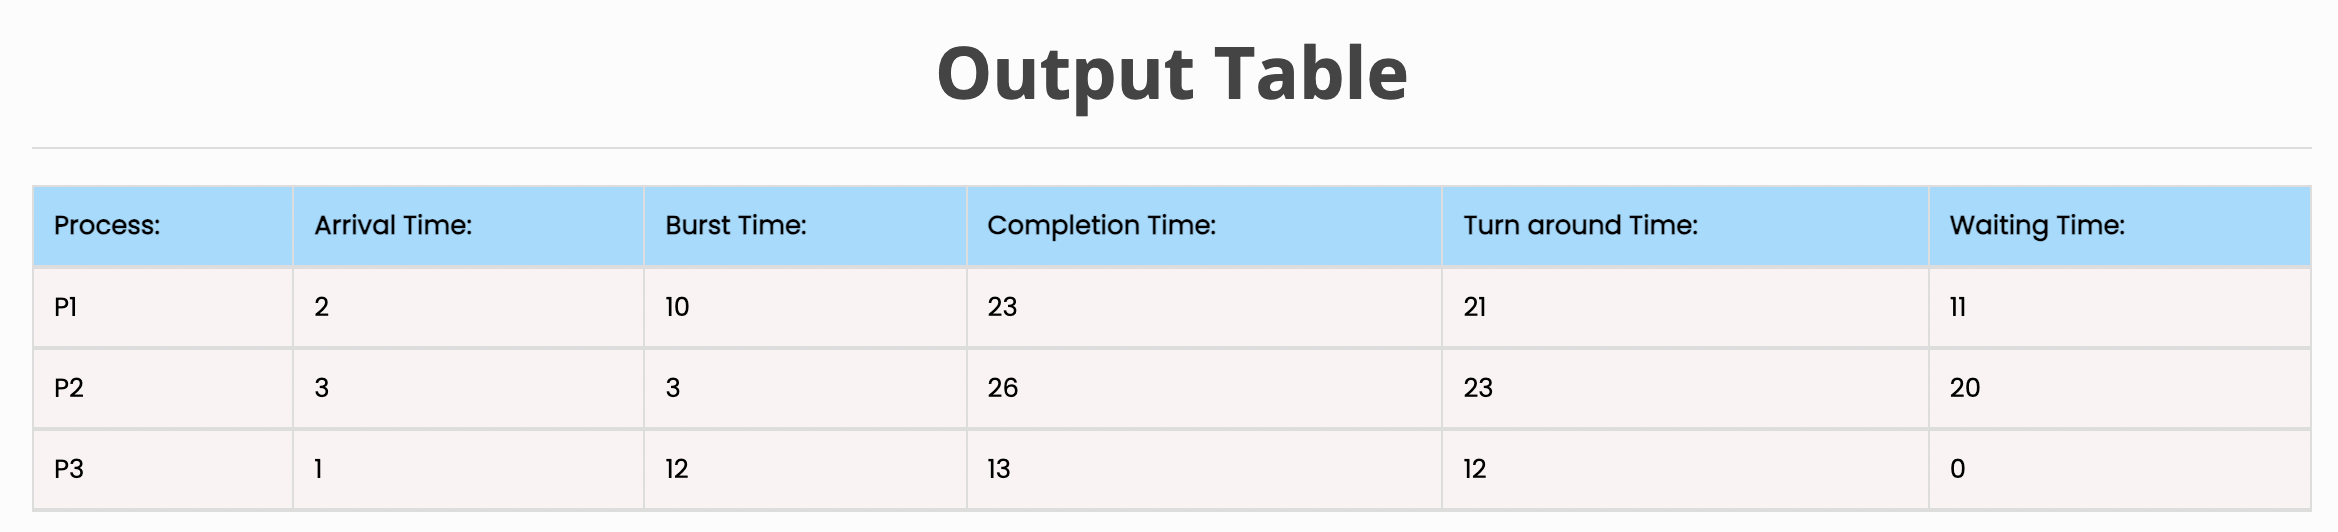 Output Table
Process: Arrival Time: Burst Time: Completion Time: Turn around Time: Waiting Time:
P1 2 10 23 21 11
P2 3 3 26 23 20
P3 1 12 13 12 0